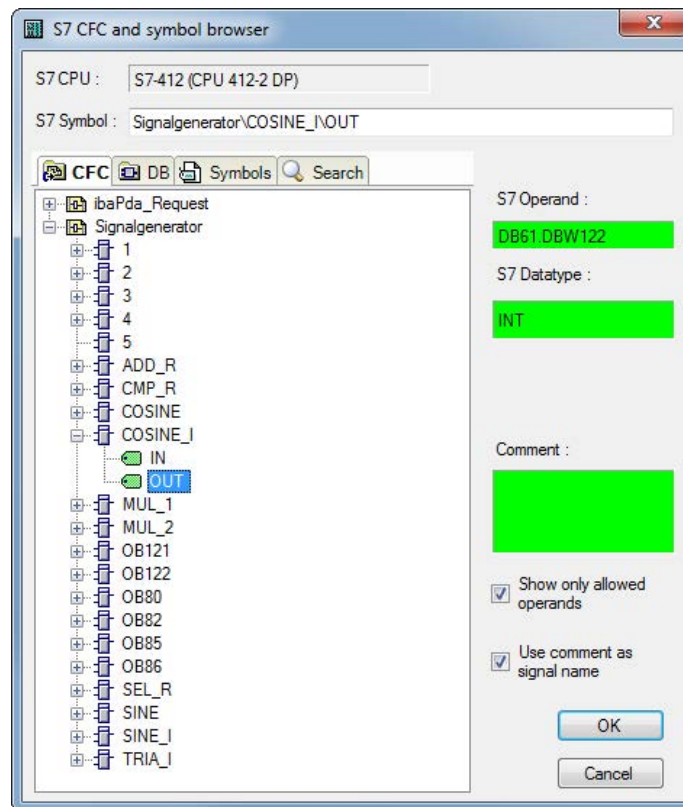 S7 CFC and symbol browser
S7 CPU :
S7-412 (CPU 412-2 DP)
S7 Symbol :
Signalgenerator\COSINE_I\OUT
CFC DB Symbols Search
ibaPda_Request
Signalgenerator
1
2
3
4
5
ADD_R
CMP_R
COSINE
COSINE_I
IN
OUT
MUL_1
MUL_2
OB121
OB122
OB80
OB82
OB85
OB86
SEL_R
SINE
SINE_I
TRIA_I
S7 Operand :
DB61.DBW122
S7 Datatype :
INT
Comment :
Show only allowed
operands
Use comment as
signal name
OK
Cancel